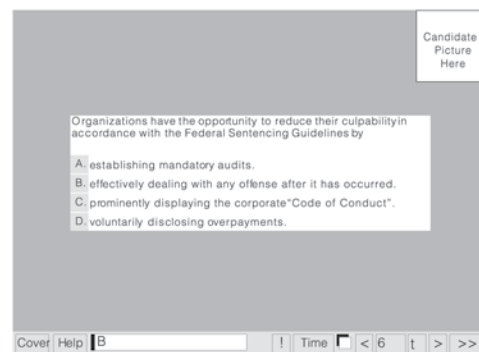 Candidate
Picture
Here
Organizations have the opportunity to reduce their culpabilityin
accordance with the Federal Sentencing Guidelines by
A. establishing mandatory audits.
B. effectively dealing with any offense after it has occurred.
C. prominently displaying the corporate“Code of Conduct”.
D. voluntarily disclosing overpayments.
Cover Help B ! Time < 6 t > >>